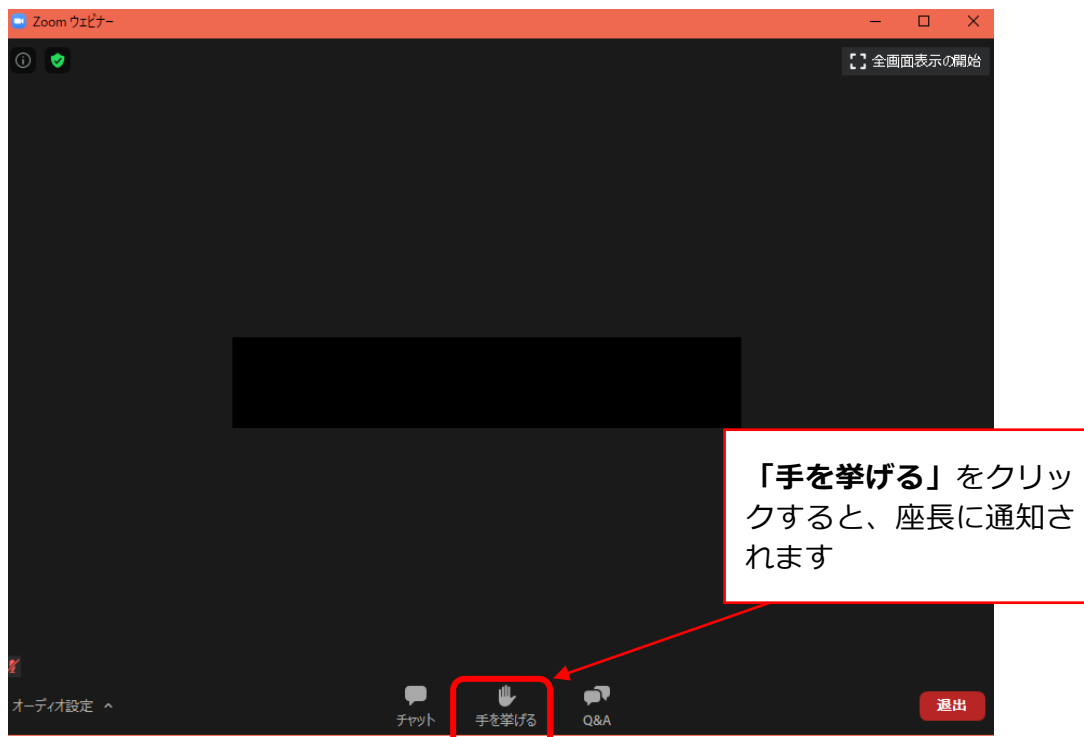 Zoom ウェビナー
全画面表示の開始
「手を挙げる」をクリッ
クすると、座長に通知さ
れます
オーディオ設定
チャット
手を挙げる
Q&A
退出